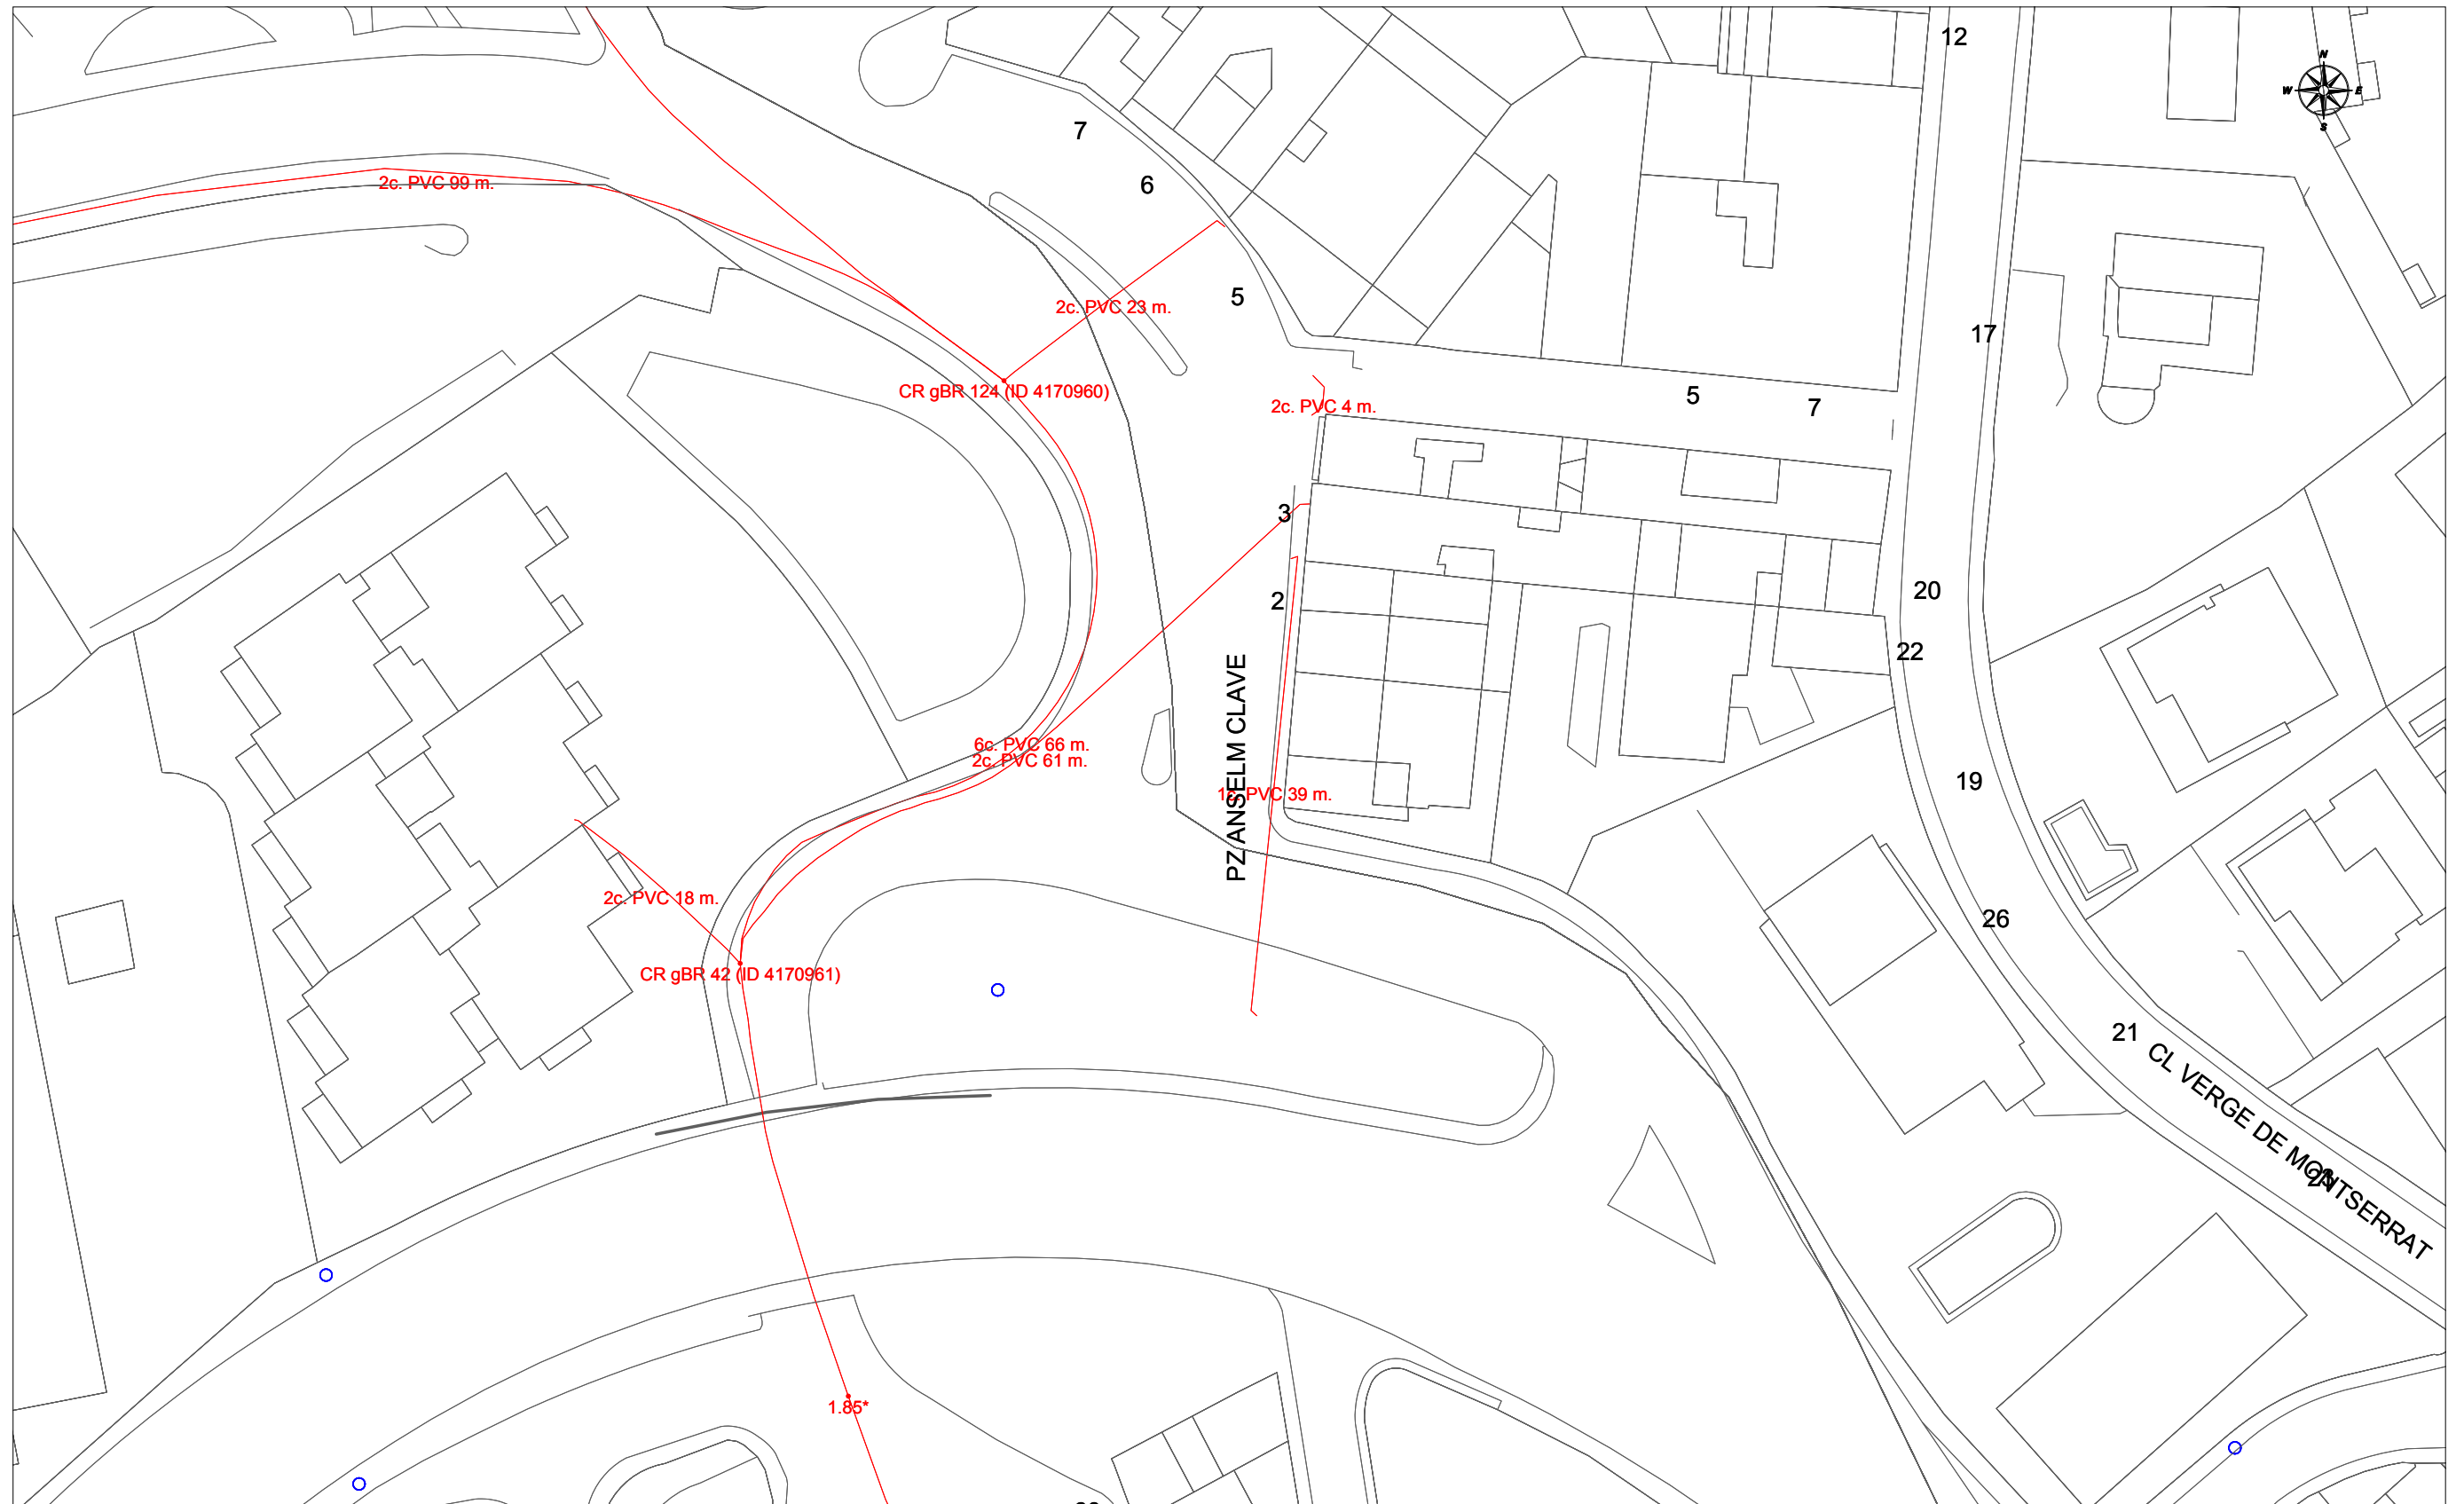 12
N
W E
S
7
6
2c. PVC 99 m.
5
2c. PVC 23 m.
17
CR gBR 124 (ID 4170960)
5
7
2c. PVC 4 m.
3
20
2
22
PZ ANSELM CLAVE
6c. PVC 66 m.
2c. PVC 61 m.
19
1c. PVC 39 m.
2c. PVC 18 m.
26
CR gBR 42 (ID 4170961)
21
CL VERGE DE MONTSERRAT
1.85*